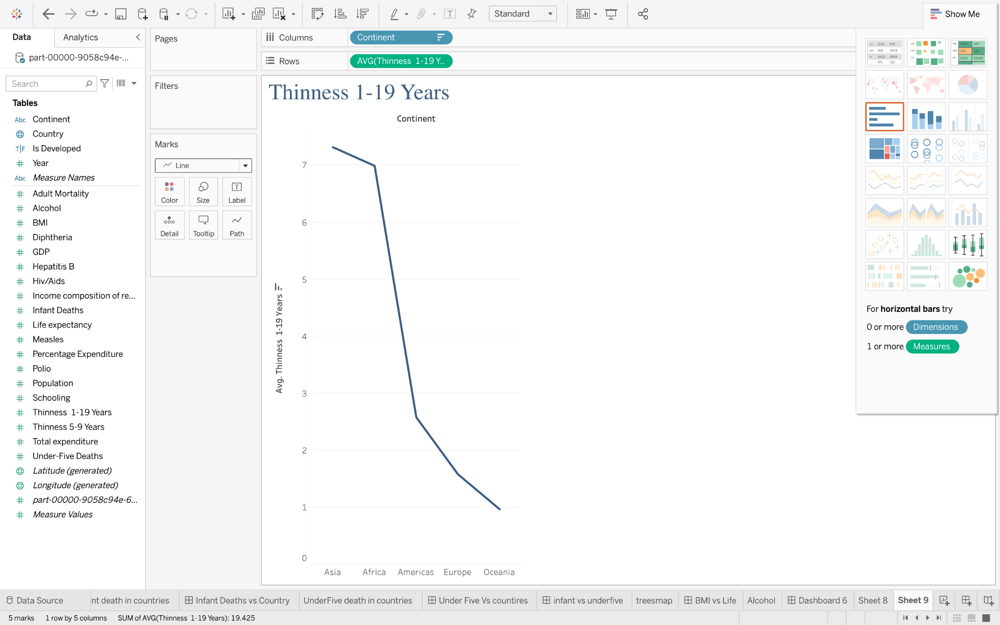 Standard
Show Me
Data
Analytics
Pages
Columns
Continent
part-00000-9058c94e-...
Rows
AVG(Thinness  1-19 Y..
Search
Filters
Tables
Continent
Country
Is Developed
Year
Measure Names
Adult Mortality
Alcohol
BMI
Diphtheria
GDP
Hepatitis B
Hiv/Aids
Income composition of re...
Infant Deaths
Life expectancy
Measles
Percentage Expenditure
Polio
Population
Schooling
Thinness  1-19 Years
Thinness 5-9 Years
Total expenditure
Under-Five Deaths
Latitude (generated)
Longitude (generated)
part-00000-9058c94e-6...
Measure Values
Abc
T|F
Abc
Marks
Line
Color
Size
Label
Detail
Tooltip
Path
Thinness 1-19 Years
Continent
7
6
5
4
3
2
1
0
Avg. Thinness  1-19 Years
Asia
Africa
Americas
Europe
Oceania
1234 678
368 3034
2620 2559
971 322
1234 546
368 340
2620 53890
For horizontal bars try
0 or more Dimensions
1 or more Measures
Data Source
nt death in countries
Infant Deaths vs Country
UnderFive death in countries
Under Five Vs countires
infant vs underfive
treesmap
BMI vs Life
Alcohol
Dashboard 6
Sheet 8
Sheet 9
5 marks
1 row by 5 columns
SUM of AVG(Thinness  1-19 Years): 19.425